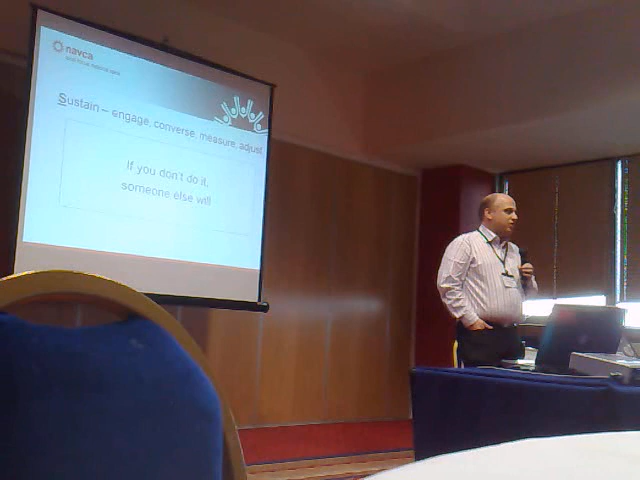 navca
Sustain – engage, converse, measure, adjust
If you don't do it,
someone else will